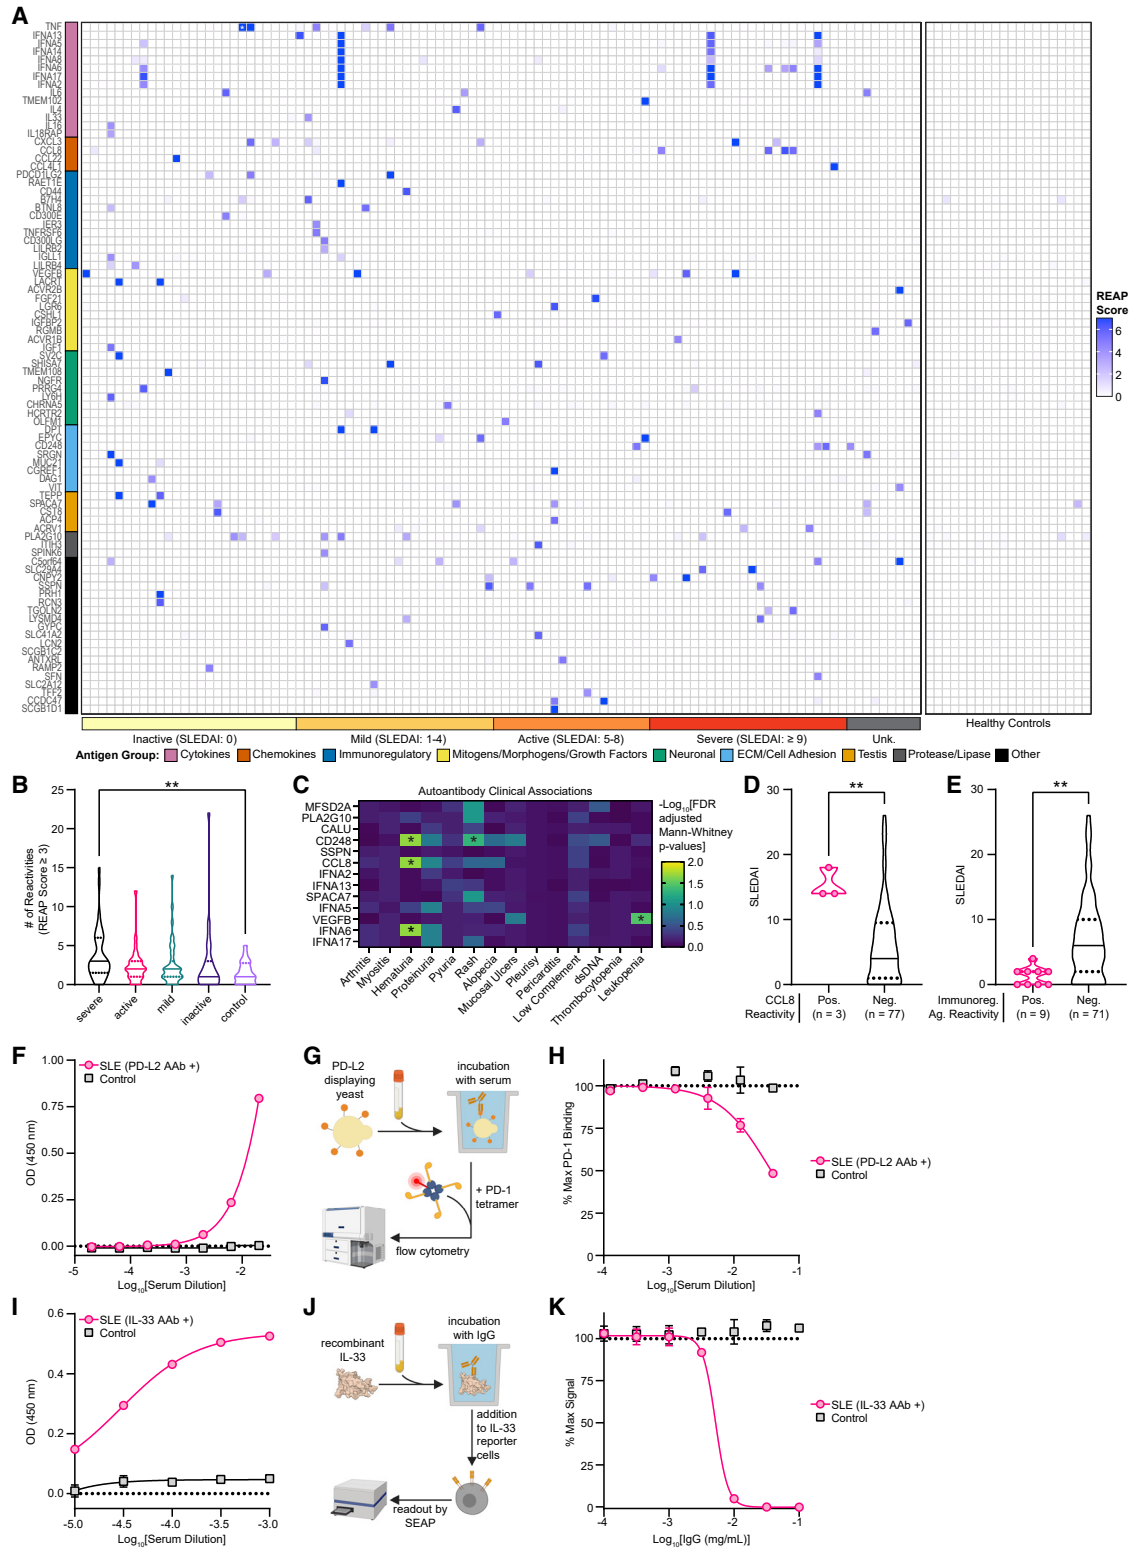 A
TNF
IFNA13
IFNA5
IFNA14
IFNA8
IFNA6
IFNA17
IFNA2
IL6
TMEM102
IL4
IL33
IL16
IL18RAP
CXCL3
CCL8
CCL22
CCL4L1
PDCD1LG2
RAET1E
CD44
B7H4
BTNL8
CD300E
IER3
TNFRSF6
CD300LG
LILRB2
IGLL1
LILRB4
VEGFB
LACRT
ACVR2B
FGF21
LGR6
CSHL1
IGFBP2
RGMB
ACVR1B
IGF1
SV2C
SHISA7
TMEM108
NGFR
PRRG4
LY6H
CHRNA5
HCRTR2
OLFM1
DPT
EPYC
CD248
SRGN
MUC21
CGREF1
DAG1
VIT
TEPP
SPACA7
CST8
ACP4
ACRV1
PLA2G10
ITIH3
SPINK6
C5orf64
SLC29A4
CNPY2
SSPN
PRH1
RCN3
TGOLN2
LYSMD4
GYPC
SLC41A2
LCN2
SCGB1C2
ANTXRL
RAMP2
SFN
SLC2A12
TFF2
CCDC47
SCGB1D1
REAP
Score
6
4
2
0
Inactive (SLEDAI: 0)
Mild (SLEDAI: 1-4)
Active (SLEDAI: 5-8)
Severe (SLEDAI: ≥ 9)
Unk.
Healthy Controls
Antigen Group:
Cytokines
Chemokines
Immunoregulatory
Mitogens/Morphogens/Growth Factors
Neuronal
ECM/Cell Adhesion
Testis
Protease/Lipase
Other
B
# of Reactivities
(REAP Score ≥ 3)
25
20
15
10
5
0
**
severe
active
mild
inactive
control
C
Autoantibody Clinical Associations
MFSD2A
PLA2G10
CALU
CD248
SSPN
CCL8
IFNA2
IFNA13
SPACA7
IFNA5
VEGFB
IFNA6
IFNA17
* *
*
*
*
Arthritis
Myositis
Hematuria
Proteinuria
Pyuria
Rash
Alopecia
Mucosal Ulcers
Pleurisy
Pericarditis
Low Complement
dsDNA
Thrombocytopenia
Leukopenia
-Log10[FDR
adjusted
Mann-Whitney
p-values]
2.0
1.5
1.0
0.5
0.0
D
SLEDAI
30
20
10
0
**
CCL8
Reactivity
Pos.
(n = 3)
Neg.
(n = 77)
E
SLEDAI
30
20
10
0
**
Immunoreg.
Ag. Reactivity
Pos.
(n = 9)
Neg.
(n = 71)
F
SLE (PD-L2 AAb +)
Control
OD (450 nm)
1.00
0.75
0.50
0.25
0.00
-5 -4 -3 -2
Log10[Serum Dilution]
G
PD-L2
displaying
yeast
incubation
with serum
+ PD-1
tetramer
flow cytometry
H
% Max PD-1 Binding
100
75
50
25
0
-4 -3 -2 -1
Log10[Serum Dilution]
SLE (PD-L2 AAb +)
Control
I
SLE (IL-33 AAb +)
Control
OD (450 nm)
0.6
0.4
0.2
0.0
-5.0 -4.5 -4.0 -3.5 -3.0
Log10[Serum Dilution]
J
recombinant
IL-33
incubation
with IgG
addition
to IL-33
reporter
cells
readout by
SEAP
K
% Max Signal
100
75
50
25
0
-4 -3 -2 -1
Log10[IgG (mg/mL)]
SLE (IL-33 AAb +)
Control